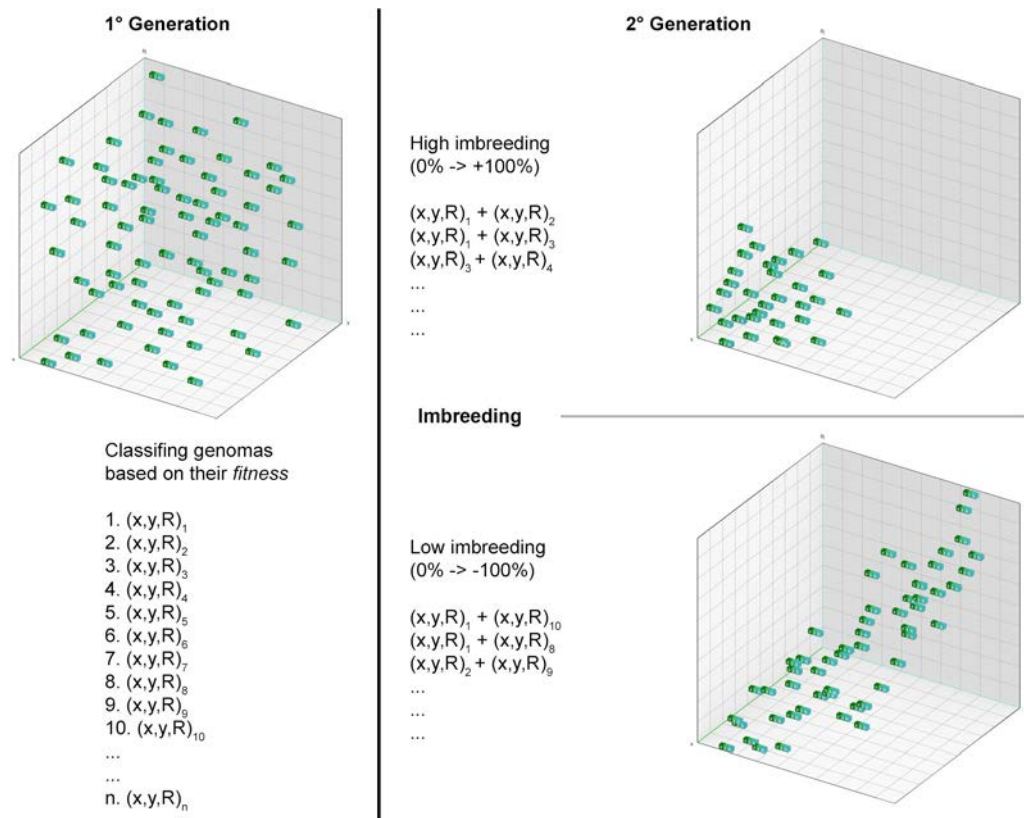 1° Generation
Classifing genomas
based on their fitness
1. (x,y,R)₁
2. (x,y,R)₂
3. (x,y,R)₃
4. (x,y,R)₄
5. (x,y,R)₅
6. (x,y,R)₆
7. (x,y,R)₇
8. (x,y,R)₈
9. (x,y,R)₉
10. (x,y,R)₁₀
...
...
n. (x,y,R)ₙ
2° Generation
High imbreeding
(0% -> +100%)
(x,y,R)₁ + (x,y,R)₂
(x,y,R)₁ + (x,y,R)₃
(x,y,R)₃ + (x,y,R)₄
...
...
...
Imbreeding
Low imbreeding
(0% -> -100%)
(x,y,R)₁ + (x,y,R)₁₀
(x,y,R)₁ + (x,y,R)₈
(x,y,R)₂ + (x,y,R)₉
...
...
...